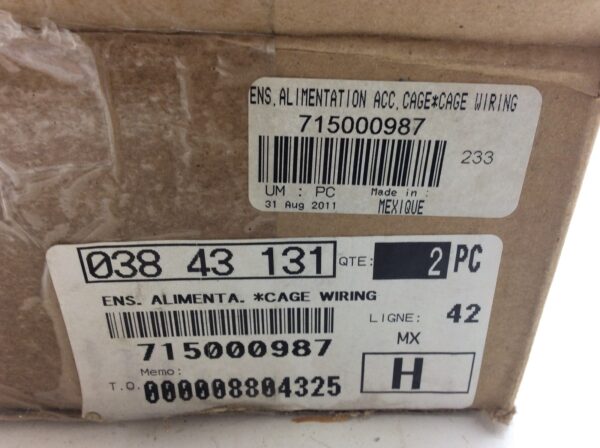 ENS.ALIMENTATION ACC.CAGE*CAGE WIRING
715000987
233
UM : PC Made in :
31 Aug 2011 MEXIQUE
038 43 131 QTE: 2 PC
ENS. ALIMENTA. *CAGE WIRING
LIGNE: 42
715000987 MX
Memo: H
T.O. 000008804325